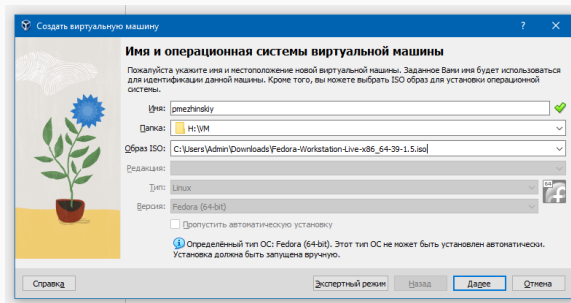 Создать виртуальную машину
Имя и операционная системы виртуальной машины
Пожалуйста укажите имя и местоположение новой виртуальной машины. Заданное Вами имя будет использоваться
для идентификации данной машины. Кроме того, вы можете выбрать ISO образ для установки операционной
системы.
Имя: pmezhinskiy
Папка: H:\VM
Образ ISO: C:\Users\Admin\Downloads\Fedora-Workstation-Live-x86_64-39-1.5.iso
Редакция:
Тип: Linux
64
Версия: Fedora (64-bit)
Пропустить автоматическую установку
Определённый тип ОС: Fedora (64-bit). Этот тип ОС не может быть установлен автоматически.
Установка должна быть запущена вручную.
Справка Экспертный режим Назад Далее Отмена